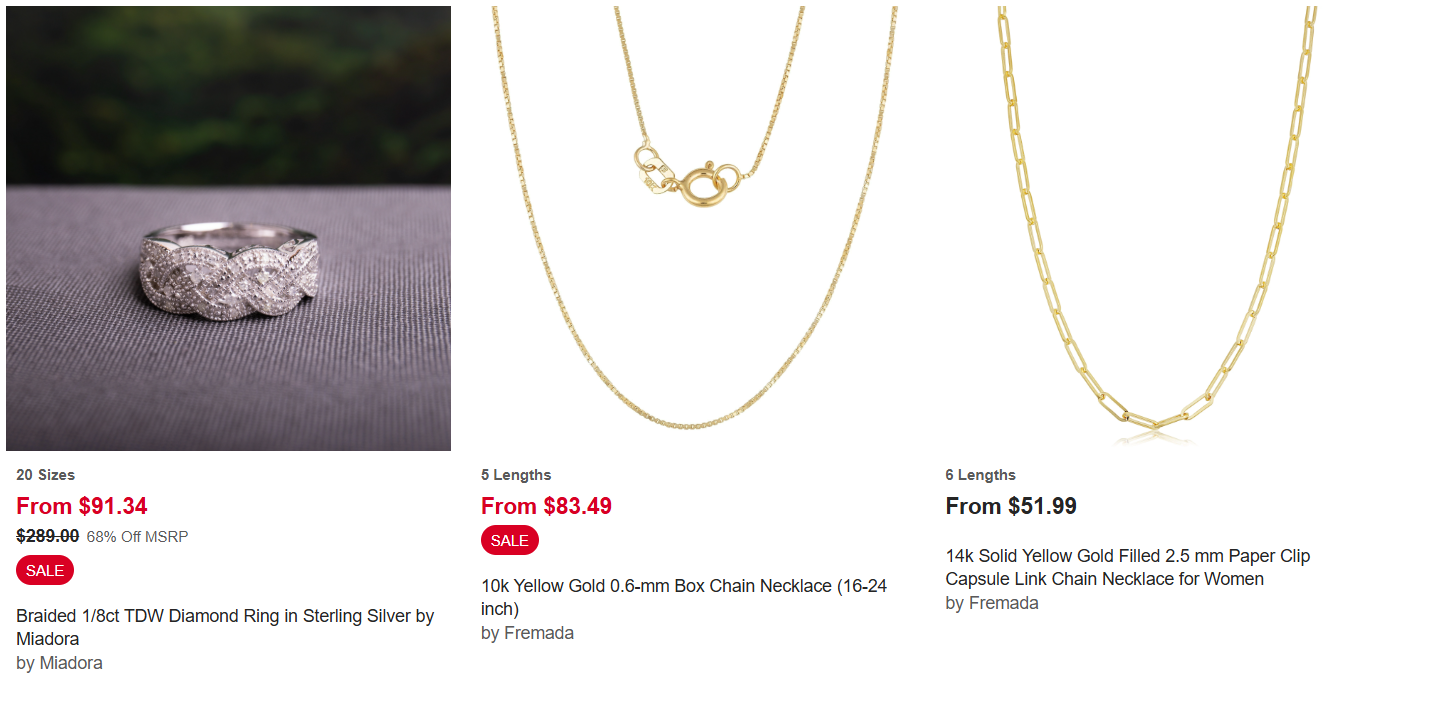 20 Sizes
From $91.34
$289.00 68% Off MSRP
SALE
Braided 1/8ct TDW Diamond Ring in Sterling Silver by
Miadora
by Miadora
5 Lengths
From $83.49
SALE
10k Yellow Gold 0.6-mm Box Chain Necklace (16-24
inch)
by Fremada
6 Lengths
From $51.99
14k Solid Yellow Gold Filled 2.5 mm Paper Clip
Capsule Link Chain Necklace for Women
by Fremada